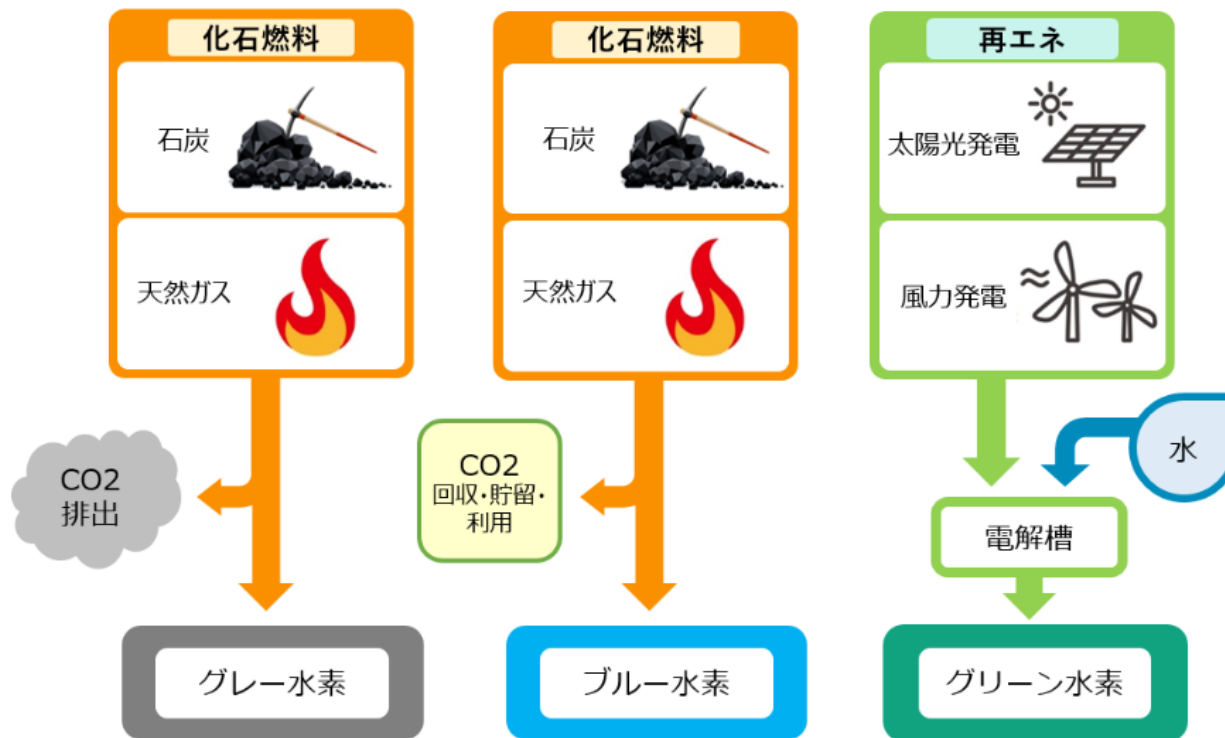 化石燃料
石炭
天然ガス
CO2
排出
グレー水素
化石燃料
石炭
天然ガス
CO2
回収・貯留・
利用
ブルー水素
再エネ
太陽光発電
風力発電
水
電解槽
グリーン水素